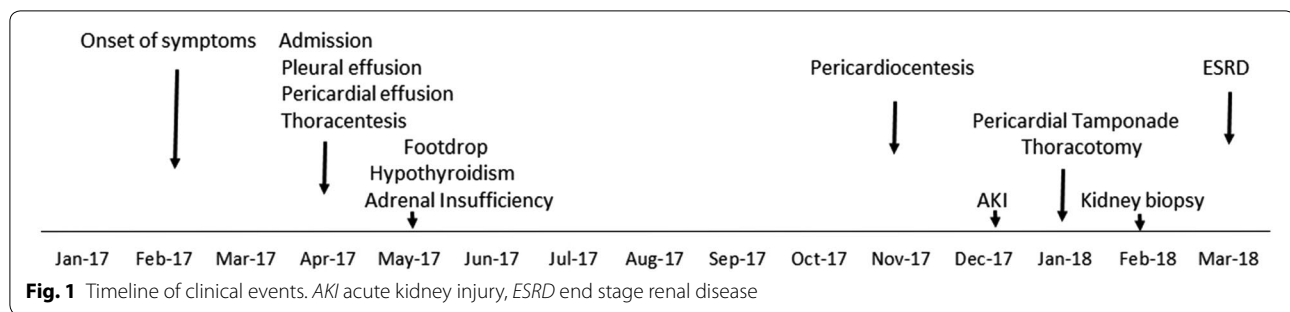 Onset of symptoms
Admission
Pleural effusion
Pericardial effusion
Thoracentesis
Footdrop
Hypothyroidism
Adrenal Insufficiency
Pericardiocentesis
AKI
Pericardial Tamponade
Thoracotomy
Kidney biopsy
ESRD
Jan-17 Feb-17 Mar-17 Apr-17 May-17 Jun-17 Jul-17 Aug-17 Sep-17 Oct-17 Nov-17 Dec-17 Jan-18 Feb-18 Mar-18
Fig. 1 Timeline of clinical events. AKI acute kidney injury, ESRD end stage renal disease